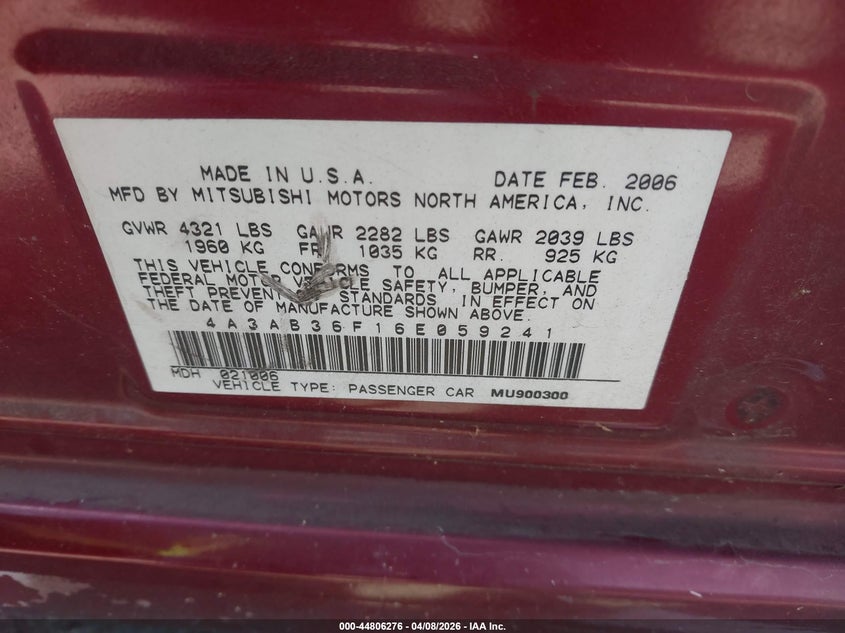 MADE IN U.S.A. DATE FEB. 2006
MFD BY MITSUBISHI MOTORS NORTH AMERICA, INC.
GVWR 4321 LBS GAWR 2282 LBS GAWR 2039 LBS
1960 KG FR. 1035 KG RR. 925 KG
THIS VEHICLE CONFORMS TO ALL APPLICABLE
FEDERAL MOTOR VEHICLE SAFETY, BUMPER, AND
THEFT PREVENTION STANDARDS IN EFFECT ON
THE DATE OF MANUFACTURE SHOWN ABOVE.
4A3AB36F16E059241
MDH 021006
VEHICLE TYPE: PASSENGER CAR MU900300
000-44806276 - 04/08/2026 - IAA Inc.